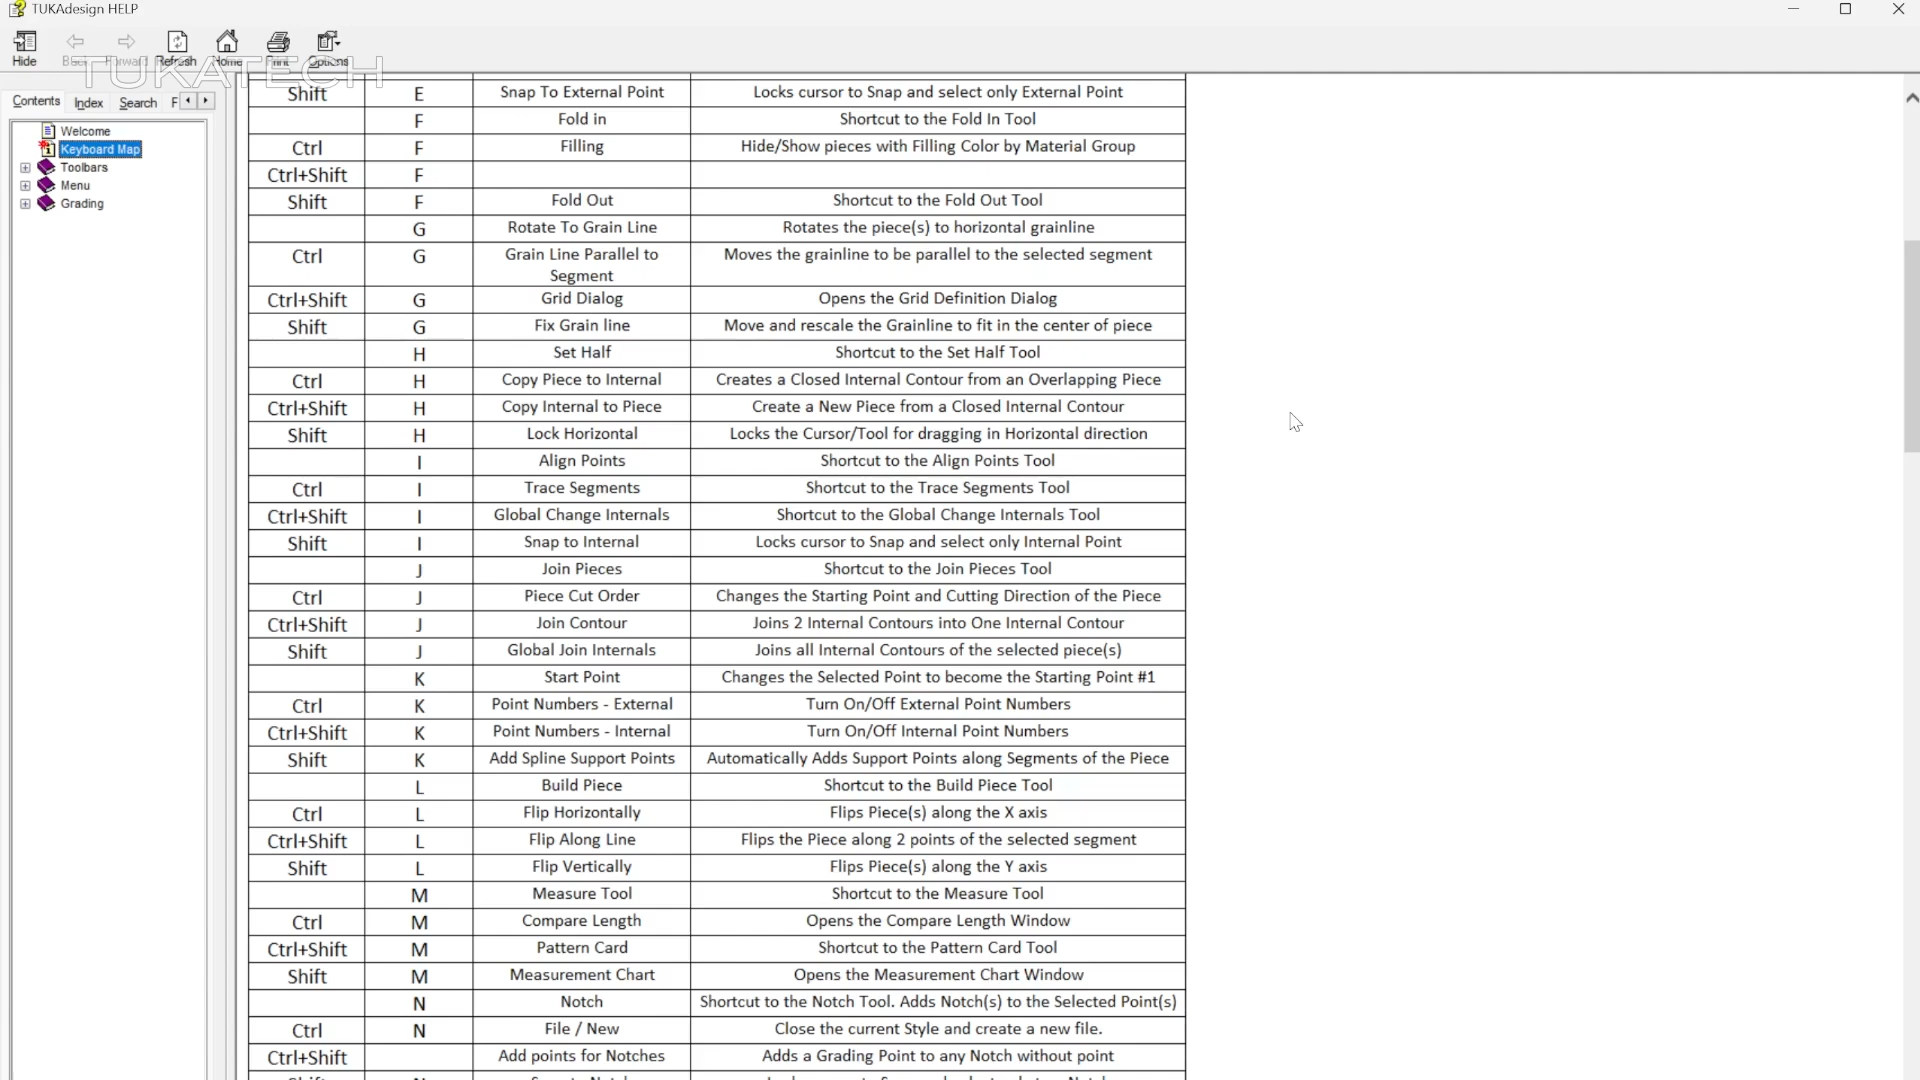 TUKAdesign HELP
Hide Back Forward Refresh Home Print Options
TUKATECH
Contents Index Search F
Welcome
Keyboard Map
Toolbars
Menu
Grading
Shift E Snap To External Point Locks cursor to Snap and select only External Point
F Fold in Shortcut to the Fold In Tool
Ctrl F Filling Hide/Show pieces with Filling Color by Material Group
Ctrl+Shift F
Shift F Fold Out Shortcut to the Fold Out Tool
G Rotate To Grain Line Rotates the piece(s) to horizontal grainline
Ctrl G Grain Line Parallel to Moves the grainline to be parallel to the selected segment
Segment
Ctrl+Shift G Grid Dialog Opens the Grid Definition Dialog
Shift G Fix Grain line Move and rescale the Grainline to fit in the center of piece
H Set Half Shortcut to the Set Half Tool
Ctrl H Copy Piece to Internal Creates a Closed Internal Contour from an Overlapping Piece
Ctrl+Shift H Copy Internal to Piece Create a New Piece from a Closed Internal Contour
Shift H Lock Horizontal Locks the Cursor/Tool for dragging in Horizontal direction
I Align Points Shortcut to the Align Points Tool
Ctrl I Trace Segments Shortcut to the Trace Segments Tool
Ctrl+Shift I Global Change Internals Shortcut to the Global Change Internals Tool
Shift I Snap to Internal Locks cursor to Snap and select only Internal Point
J Join Pieces Shortcut to the Join Pieces Tool
Ctrl J Piece Cut Order Changes the Starting Point and Cutting Direction of the Piece
Ctrl+Shift J Join Contour Joins 2 Internal Contours into One Internal Contour
Shift J Global Join Internals Joins all Internal Contours of the selected piece(s)
K Start Point Changes the Selected Point to become the Starting Point #1
Ctrl K Point Numbers - External Turn On/Off External Point Numbers
Ctrl+Shift K Point Numbers - Internal Turn On/Off Internal Point Numbers
Shift K Add Spline Support Points Automatically Adds Support Points along Segments of the Piece
L Build Piece Shortcut to the Build Piece Tool
Ctrl L Flip Horizontally Flips Piece(s) along the X axis
Ctrl+Shift L Flip Along Line Flips the Piece along 2 points of the selected segment
Shift L Flip Vertically Flips Piece(s) along the Y axis
M Measure Tool Shortcut to the Measure Tool
Ctrl M Compare Length Opens the Compare Length Window
Ctrl+Shift M Pattern Card Shortcut to the Pattern Card Tool
Shift M Measurement Chart Opens the Measurement Chart Window
N Notch Shortcut to the Notch Tool. Adds Notch(s) to the Selected Point(s)
Ctrl N File / New Close the current Style and create a new file.
Ctrl+Shift Add points for Notches Adds a Grading Point to any Notch without point